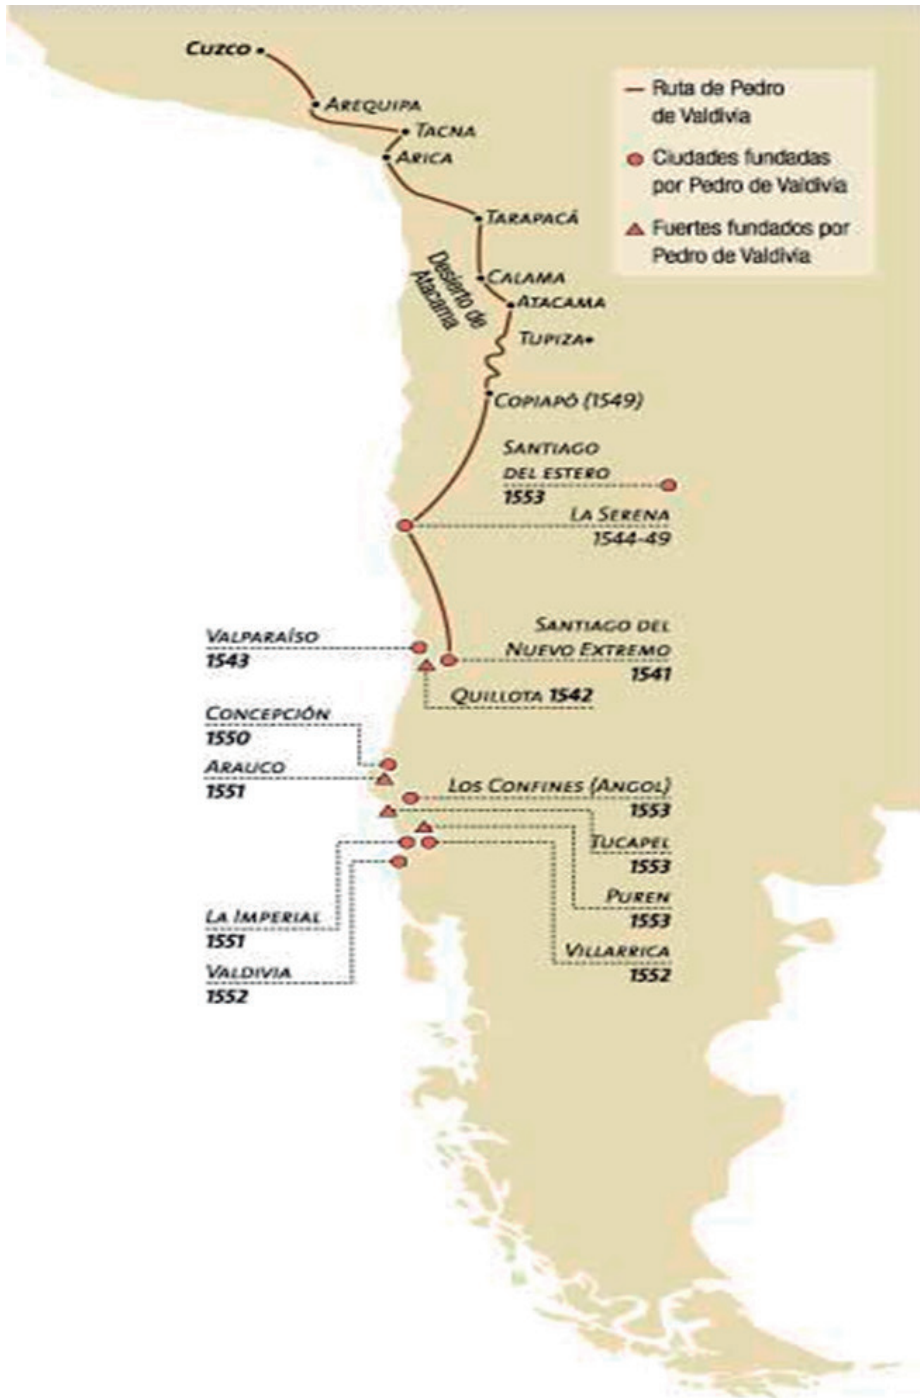 Cuzco
Arequipa
Tacna
Arica
Tarapacá
Calama
Atacama
Tupiza
Copiapó (1549)
Desierto de
Atacama
Ruta de Pedro
de Valdivia
Ciudades fundadas
por Pedro de Valdivia
Fuertes fundados por
Pedro de Valdivia
Santiago
del estero
1553
La Serena
1544-49
Santiago del
Nuevo Extremo
1541
Valparaíso
1543
Quillota 1542
Concepción
1550
Arauco
1551
Los Confines (Angol)
1553
Tucapel
1553
Puren
1553
Villarrica
1552
La Imperial
1551
Valdivia
1552